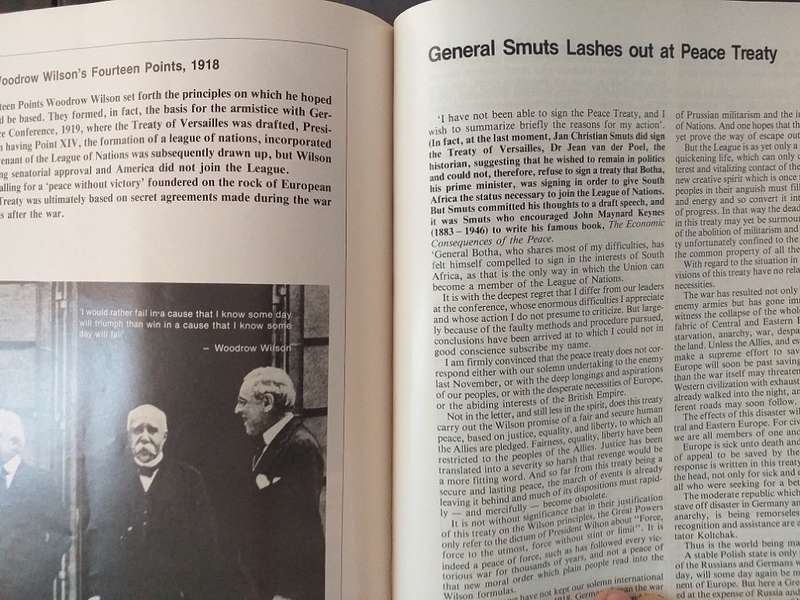 Woodrow Wilson's Fourteen Points, 1918
teen Points Woodrow Wilson set forth the principles on which he hoped
d be based. They formed, in fact, the basis for the armistice with Ger-
ce Conference, 1919, where the Treaty of Versailles was drafted, Presi-
n having Point XIV, the formation of a league of nations, incorporated
enant of the League of Nations was subsequently drawn up, but Wilson
ng senatorial approval and America did not join the League.
alling for a 'peace without victory' foundered on the rock of European
Treaty was ultimately based on secret agreements made during the war
s after the war.
'I would rather fail in a cause that I know some day
will triumph than win in a cause that I know some
day will fail'
– Woodrow Wilson
General Smuts Lashes out at Peace Treaty
'I have not been able to sign the Peace Treaty, and I
wish to summarize briefly the reasons for my action'.
(In fact, at the last moment, Jan Christian Smuts did sign
the Treaty of Versailles, Dr Jean van der Poel, the
historian, suggesting that he wished to remain in politics
and could not, therefore, refuse to sign a treaty that Botha,
his prime minister, was signing in order to give South
Africa the status necessary to join the League of Nations.
But Smuts committed his thoughts to a draft speech, and
it was Smuts who encouraged John Maynard Keynes
(1883 – 1946) to write his famous book, The Economic
Consequences of the Peace.
'General Botha, who shares most of my difficulties, has
felt himself compelled to sign in the interests of South
Africa, as that is the only way in which the Union can
become a member of the League of Nations.
It is with the deepest regret that I differ from our leaders
at the conference, whose enormous difficulties I appreciate
and whose action I do not presume to criticize. But large-
ly because of the faulty methods and procedure pursued,
conclusions have been arrived at to which I could not in
good conscience subscribe my name.
I am firmly convinced that the peace treaty does not cor-
respond either with our solemn undertaking to the enemy
last November, or with the deep longings and aspirations
of our peoples, or with the desperate necessities of Europe,
or the abiding interests of the British Empire.
Not in the letter, and still less in the spirit, does this treaty
carry out the Wilson promise of a fair and secure human
peace, based on justice, equality, and liberty, to which all
the Allies are pledged. Fairness, equality, liberty have been
restricted to the peoples of the Allies. Justice has been
translated into a severity so harsh that revenge would be
a more fitting word. And so far from this treaty being a
secure and lasting peace, the march of events is already
leaving it behind and much of its dispositions must rapid-
ly — and mercifully — become obsolete.
It is not without significance that in their justification
of this treaty on the Wilson principles, the Great Powers
only refer to the dictum of President Wilson about "Force,
force to the utmost, force without stint or limit". It is
indeed a peace of force, such as has followed every vic-
torious war for thousands of years, and not a peace of
that new moral order which plain people read into the
Wilson formulas.
we have not kept our solemn international
of Prussian militarism and the i
of Nations. And one hopes that th
yet prove the way of escape out
But the League is as yet only a
quickening life, which can only c
terest and vitalizing contact of the
new creative spirit which is once
peoples in their anguish must fill
and energy and so convert it into
of progress. In that way the dead
in this treaty may yet be surmoun
of the abolition of militarism and
ty unfortunately confined to the
the common property of all the
With regard to the situation in
visions of this treaty have no rela
necessities.
The war has resulted not only
enemy armies but has gone im
witness the collapse of the whole
fabric of Central and Eastern
starvation, anarchy, war, despa
the land. Unless the Allies, and ev
make a supreme effort to sav
Europe will soon be past saving
than the war itself may threaten
Western civilization with exhaust
already walked into the night, a
ferent roads may soon follow.
The effects of this disaster wi
tral and Eastern Europe. For civ
we are all members of one and
Europe is sick unto death and
of appeal to be saved by the
response is written in this treaty
the head, not only for sick and
all who were seeking for a bet
The moderate republic which
stave off disaster in Germany an
anarchy, is being remorseles
recognition and assistance are
tator Koltchak.
Thus is the world being ma
A stable Polish state is only
of the Russians and Germans w
day, will some day again be m
nent of Europe. But here a Gre
ed at the expense of Russia and